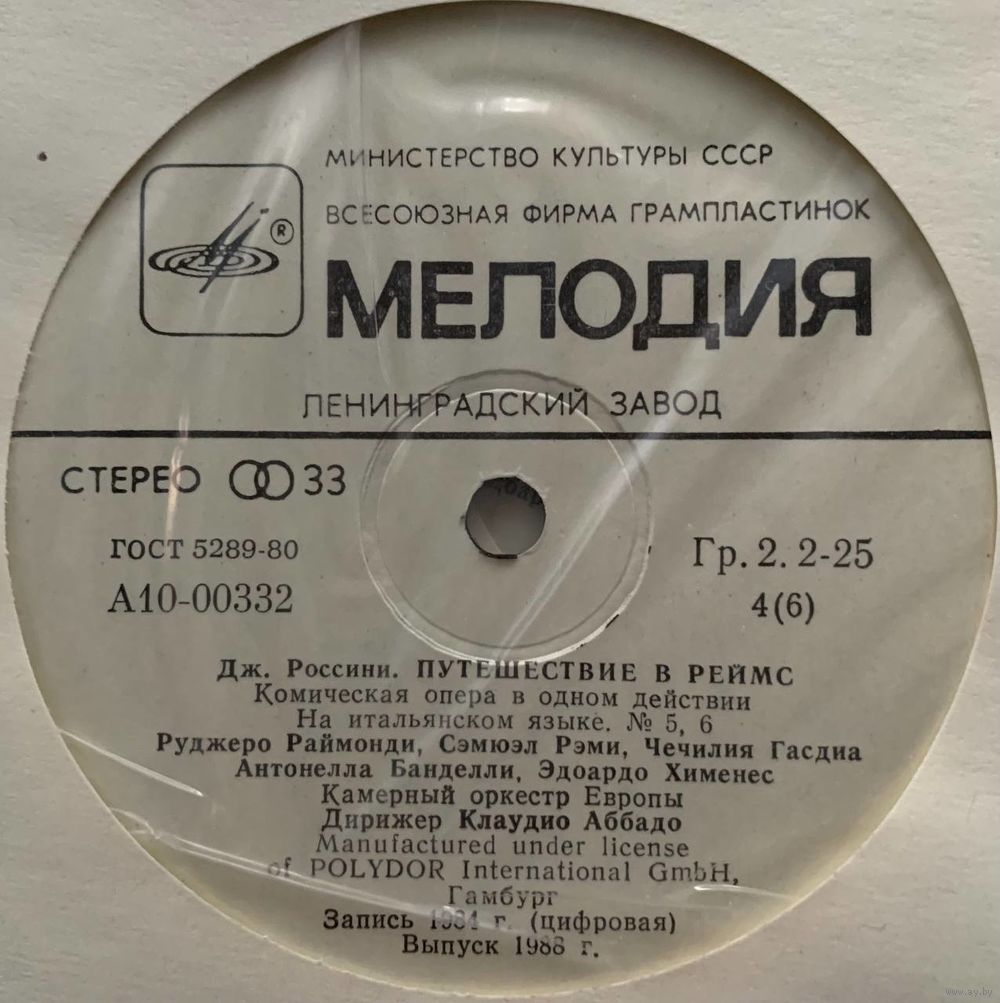 МИНИСТЕРСТВО КУЛЬТУРЫ СССР
ВСЕСОЮЗНАЯ ФИРМА ГРАМПЛАСТИНОК
®
МЕЛОДИЯ
ЛЕНИНГРАДСКИЙ ЗАВОД
СТЕРЕО 33
ГОСТ 5289-80
А10-00332
Гр. 2. 2-25
4(6)
Дж. Россини. ПУТЕШЕСТВИЕ В РЕЙМС
Комическая опера в одном действии
На итальянском языке. № 5, 6
Руджеро Раймонди, Сэмюэл Рэми, Чечилия Гасдиа
Антонелла Банделли, Эдоардо Хименес
Камерный оркестр Европы
Дирижер Клаудио Аббадо
Manufactured under license
of POLYDOR International GmbH,
Гамбург
Запись 1984 г. (цифровая)
Выпуск 1988 г.
www.ay.by